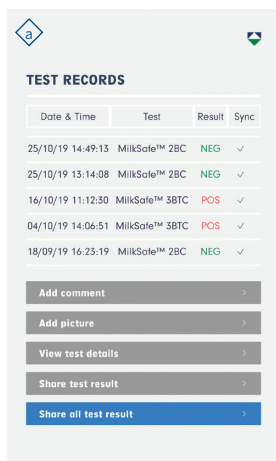 a
TEST RECORDS
Date & Time Test Result Sync
25/10/19 14:49:13 MilkSafe™ 2BC NEG ✓
25/10/19 13:14:08 MilkSafe™ 2BC NEG ✓
16/10/19 11:12:30 MilkSafe™ 3BTC POS ✓
04/10/19 14:06:51 MilkSafe™ 3BTC POS ✓
18/09/19 16:23:19 MilkSafe™ 2BC NEG ✓
Add comment >
Add picture >
View test details >
Share test result >
Share all test result >